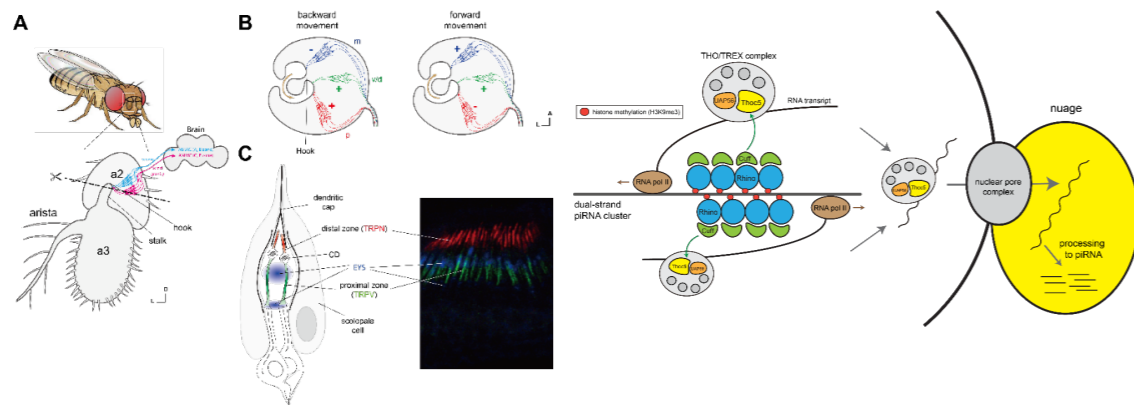 A
Brain
a2
arista
hook
stalk
a3
D
L
B
backward
movement
forward
movement
-
m
+
v/d
+
+
+
-
p
A
L
Hook
C
dendritic
cap
distal zone (TRPN)
CD
EYS
proximal zone
(TRPV)
scolopale
cell
THO/TREX complex
UAP56
Thoc5
RNA transript
histone methylation (H3K9me3)
Cuff
RNA pol II
Rhino
dual-strand
piRNA cluster
Rhino
RNA pol II
Cuff
Thoc5
UAP56
UAP56
Thoc5
nuclear pore
complex
nuage
processing
to piRNA